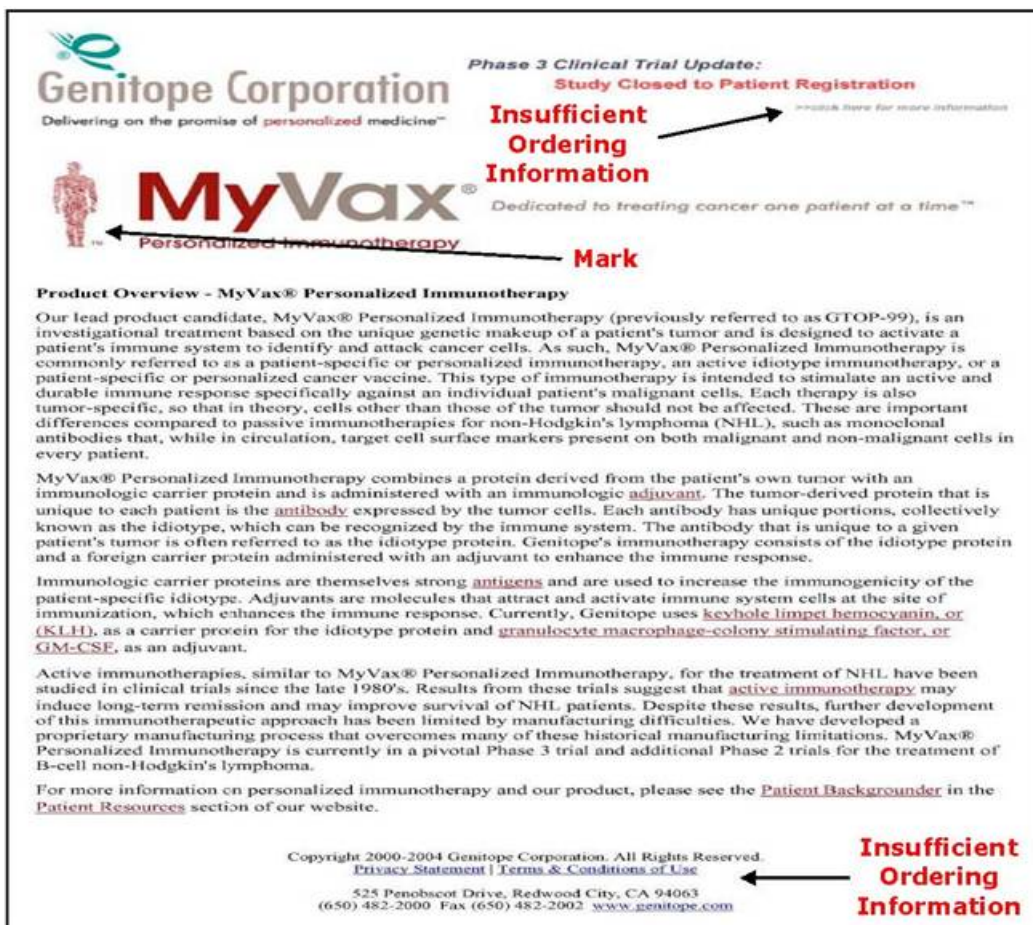 Genitope Corporation
Delivering on the promise of personalized medicine™
Phase 3 Clinical Trial Update:
Study Closed to Patient Registration
>>click here for more information
Insufficient
Ordering
Information
MyVax®
Personalized Immunotherapy
Dedicated to treating cancer one patient at a time™
TM
Mark
Product Overview - MyVax® Personalized Immunotherapy
Our lead product candidate, MyVax® Personalized Immunotherapy (previously referred to as GTOP-99), is an
investigational treatment based on the unique genetic makeup of a patient's tumor and is designed to activate a
patient's immune system to identify and attack cancer cells. As such, MyVax® Personalized Immunotherapy is
commonly referred to as a patient-specific or personalized immunotherapy, an active idiotype immunotherapy, or a
patient-specific or personalized cancer vaccine. This type of immunotherapy is intended to stimulate an active and
durable immune response specifically against an individual patient's malignant cells. Each therapy is also
tumor-specific, so that in theory, cells other than those of the tumor should not be affected. These are important
differences compared to passive immunotherapies for non-Hodgkin's lymphoma (NHL), such as monoclonal
antibodies that, while in circulation, target cell surface markers present on both malignant and non-malignant cells in
every patient.
MyVax® Personalized Immunotherapy combines a protein derived from the patient's own tumor with an
immunologic carrier protein and is administered with an immunologic adjuvant. The tumor-derived protein that is
unique to each patient is the antibody expressed by the tumor cells. Each antibody has unique portions, collectively
known as the idiotype, which can be recognized by the immune system. The antibody that is unique to a given
patient's tumor is often referred to as the idiotype protein. Genitope's immunotherapy consists of the idiotype protein
and a foreign carrier protein administered with an adjuvant to enhance the immune response.
Immunologic carrier proteins are themselves strong antigens and are used to increase the immunogenicity of the
patient-specific idiotype. Adjuvants are molecules that attract and activate immune system cells at the site of
immunization, which enhances the immune response. Currently, Genitope uses keyhole limpet hemocyanin, or
(KLH), as a carrier protein for the idiotype protein and granulocyte macrophage-colony stimulating factor, or
GM-CSF, as an adjuvant.
Active immunotherapies, similar to MyVax® Personalized Immunotherapy, for the treatment of NHL have been
studied in clinical trials since the late 1980's. Results from these trials suggest that active immunotherapy may
induce long-term remission and may improve survival of NHL patients. Despite these results, further development
of this immunotherapeutic approach has been limited by manufacturing difficulties. We have developed a
proprietary manufacturing process that overcomes many of these historical manufacturing limitations. MyVax®
Personalized Immunotherapy is currently in a pivotal Phase 3 trial and additional Phase 2 trials for the treatment of
B-cell non-Hodgkin's lymphoma.
For more information on personalized immunotherapy and our product, please see the Patient Backgrounder in the
Patient Resources section of our website.
Copyright 2000-2004 Genitope Corporation. All Rights Reserved.
Privacy Statement | Terms & Conditions of Use
525 Penobscot Drive, Redwood City, CA 94063
(650) 482-2000 Fax (650) 482-2002 www.genitope.com
Insufficient
Ordering
Information